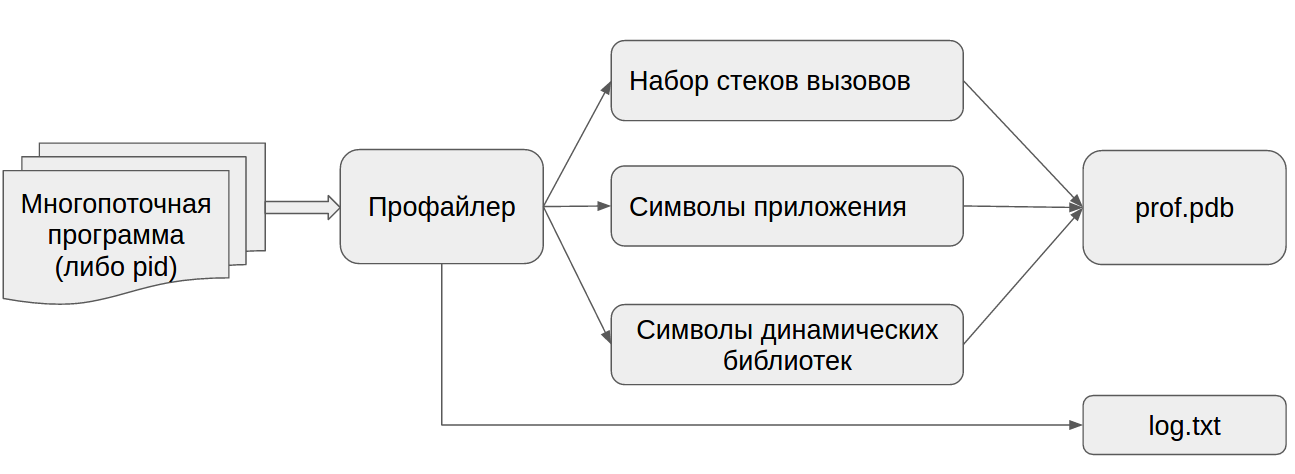 Многопоточная
программа
(либо pid)
Профайлер
Набор стеков вызовов
Символы приложения
Символы динамических
библиотек
prof.pdb
log.txt